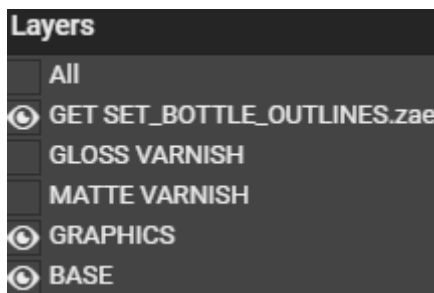 Layers
All
GET SET_BOTTLE_OUTLINES.zae
GLOSS VARNISH
MATTE VARNISH
GRAPHICS
BASE